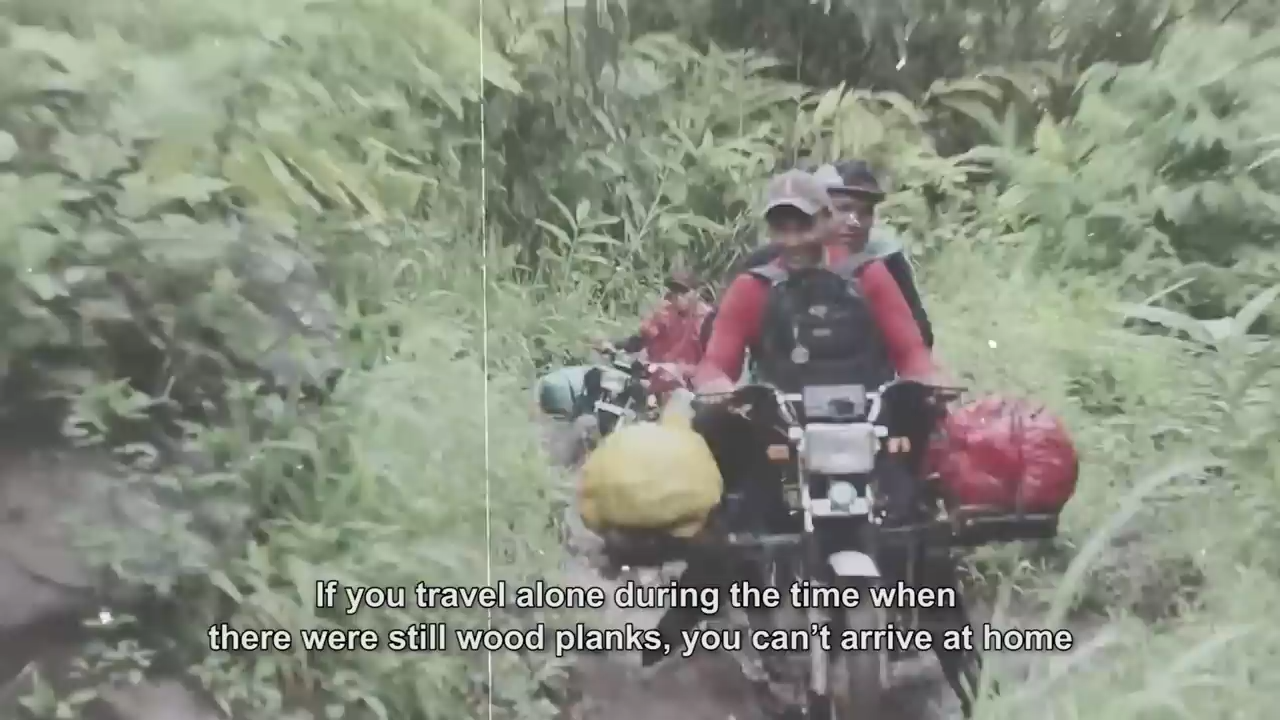 If you travel alone during the time when
there were still wood planks, you can't arrive at home